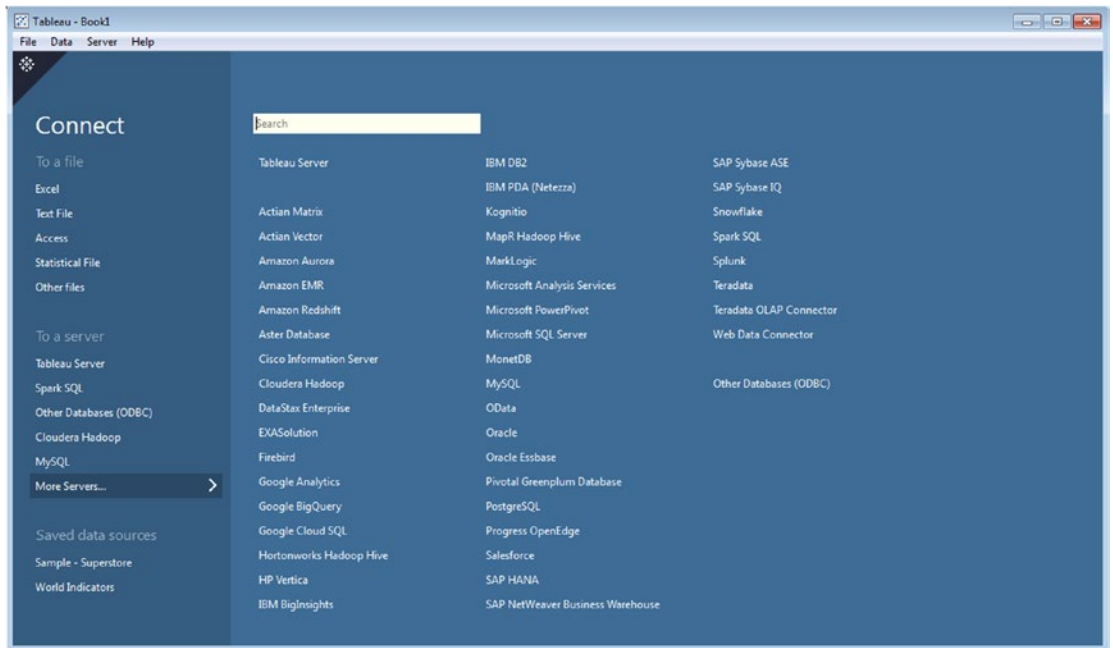 Tableau - Book1
File Data Server Help
Connect
To a file
Excel
Text File
Access
Statistical File
Other files
To a server
Tableau Server
Spark SQL
Other Databases (ODBC)
Cloudera Hadoop
MySQL
More Servers...
Saved data sources
Sample - Superstore
World Indicators
Search
Tableau Server
Actian Matrix
Actian Vector
Amazon Aurora
Amazon EMR
Amazon Redshift
Aster Database
Cisco Information Server
Cloudera Hadoop
DataStax Enterprise
EXASolution
Firebird
Google Analytics
Google BigQuery
Google Cloud SQL
Hortonworks Hadoop Hive
HP Vertica
IBM BigInsights
IBM DB2
IBM PDA (Netezza)
Kognitio
MapR Hadoop Hive
MarkLogic
Microsoft Analysis Services
Microsoft PowerPivot
Microsoft SQL Server
MonetDB
MySQL
OData
Oracle
Oracle Essbase
Pivotal Greenplum Database
PostgreSQL
Progress OpenEdge
Salesforce
SAP HANA
SAP NetWeaver Business Warehouse
SAP Sybase ASE
SAP Sybase IQ
Snowflake
Spark SQL
Splunk
Teradata
Teradata OLAP Connector
Web Data Connector
Other Databases (ODBC)